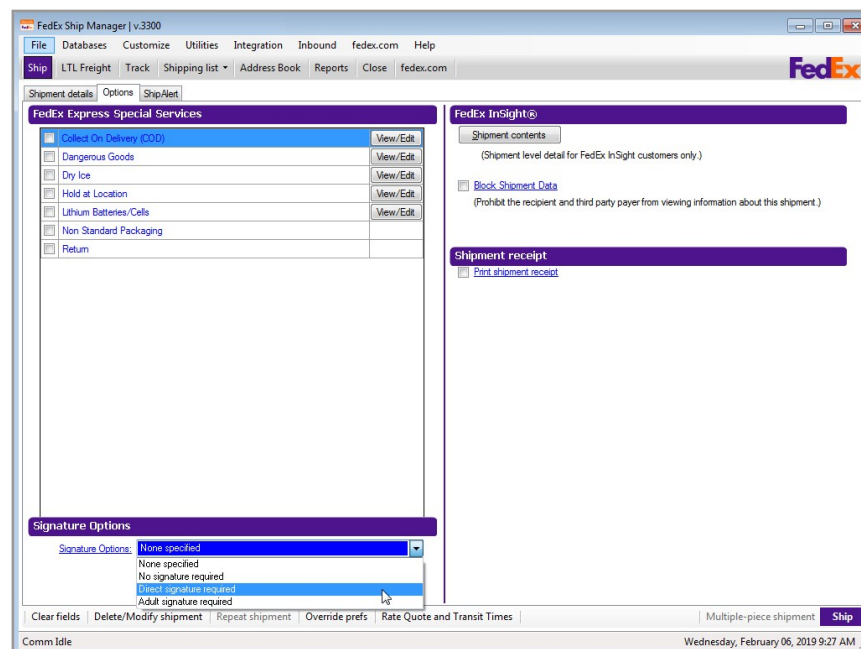 FedEx Ship Manager | v.3300
File Databases Customize Utilities Integration Inbound fedex.com Help
Ship LTL Freight Track Shipping list Address Book Reports Close fedex.com
FedEx
Shipment details Options ShipAlert
FedEx Express Special Services
Collect On Delivery (COD) View/Edit
Dangerous Goods View/Edit
Dry Ice View/Edit
Hold at Location View/Edit
Lithium Batteries/Cells View/Edit
Non Standard Packaging
Return
FedEx InSight®
Shipment contents
(Shipment level detail for FedEx InSight customers only.)
Block Shipment Data
(Prohibit the recipient and third party payer from viewing information about this shipment.)
Shipment receipt
Print shipment receipt
Signature Options
Signature Options: None specified
None specified
No signature required
Direct signature required
Adult signature required
Clear fields Delete/Modify shipment Repeat shipment Override prefs Rate Quote and Transit Times Multiple-piece shipment Ship
Comm Idle Wednesday, February 06, 2019 9:27 AM